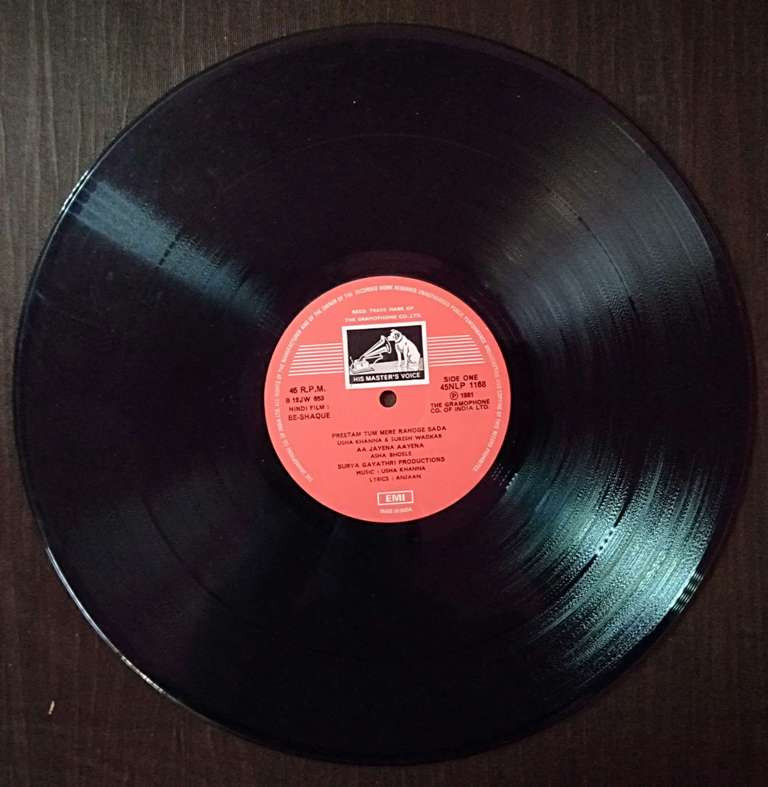 REGD. TRADE MARK OF
THE GRAMOPHONE CO. LTD.
HIS MASTER'S VOICE
45 R.P.M.
HINDI FILM :
BE-SHAQUE
SIDE ONE
45NLP 1168
Ⓟ 1981
THE GRAMOPHONE
CO. OF INDIA LTD.
PREETAM TUM MERE RAHOGE SADA
USHA KHANNA & SURESH WADKAR
AA JAYENA AAYENA
ASHA BHOSLE
SURYA GAYATHRI PRODUCTIONS
MUSIC : USHA KHANNA
LYRICS : ANJAAN
EMI
MADE IN INDIA